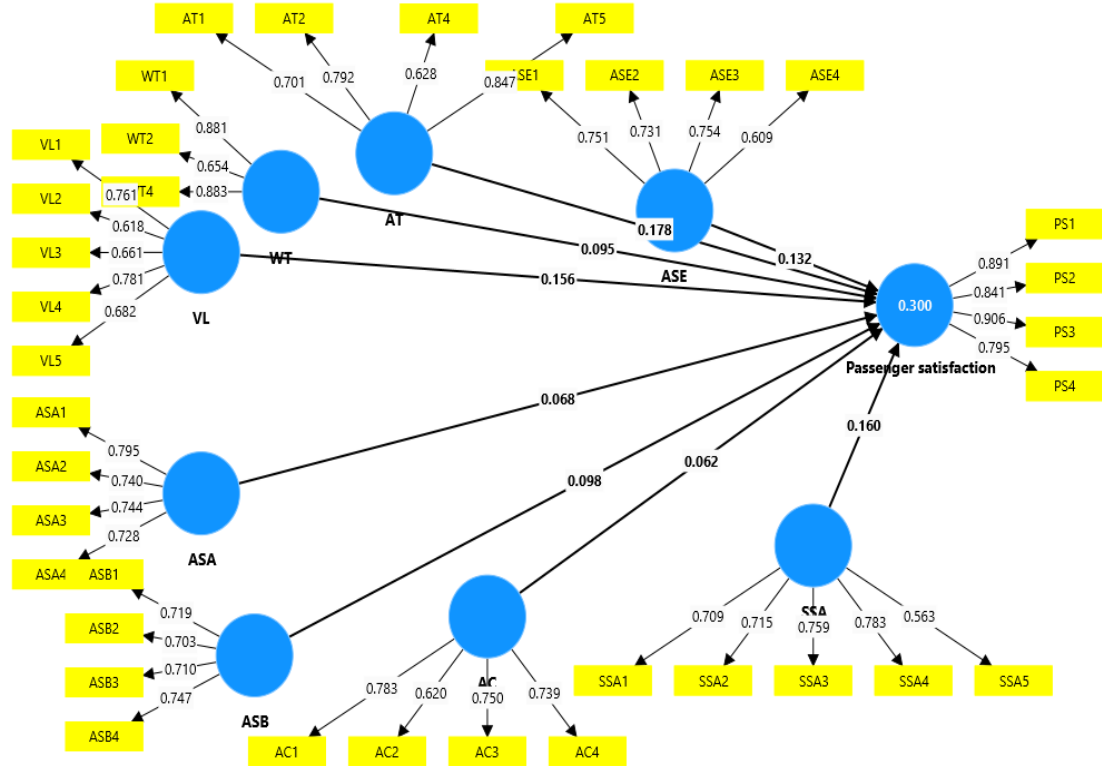 AT1 AT2 AT4 AT5
0.701 0.792 0.628 0.847
AT
WT1
WT2
T4
0.881
0.654
0.883
WT
SE1 ASE2 ASE3 ASE4
0.751 0.731 0.754 0.609
ASE
VL1
VL2
VL3
VL4
VL5
0.761
0.618
0.661
0.781
0.682
VL
0.178
0.095
0.132
0.156
0.068
0.098
0.062
0.160
0.300
Passenger satisfaction
PS1
PS2
PS3
PS4
0.891
0.841
0.906
0.795
ASA1
ASA2
ASA3
ASA4
0.795
0.740
0.744
0.728
ASA
ASB1
ASB2
ASB3
ASB4
0.719
0.703
0.710
0.747
ASB
AC
0.783 0.620 0.750 0.739
AC1 AC2 AC3 AC4
SSA
0.709 0.715 0.759 0.783 0.563
SSA1 SSA2 SSA3 SSA4 SSA5